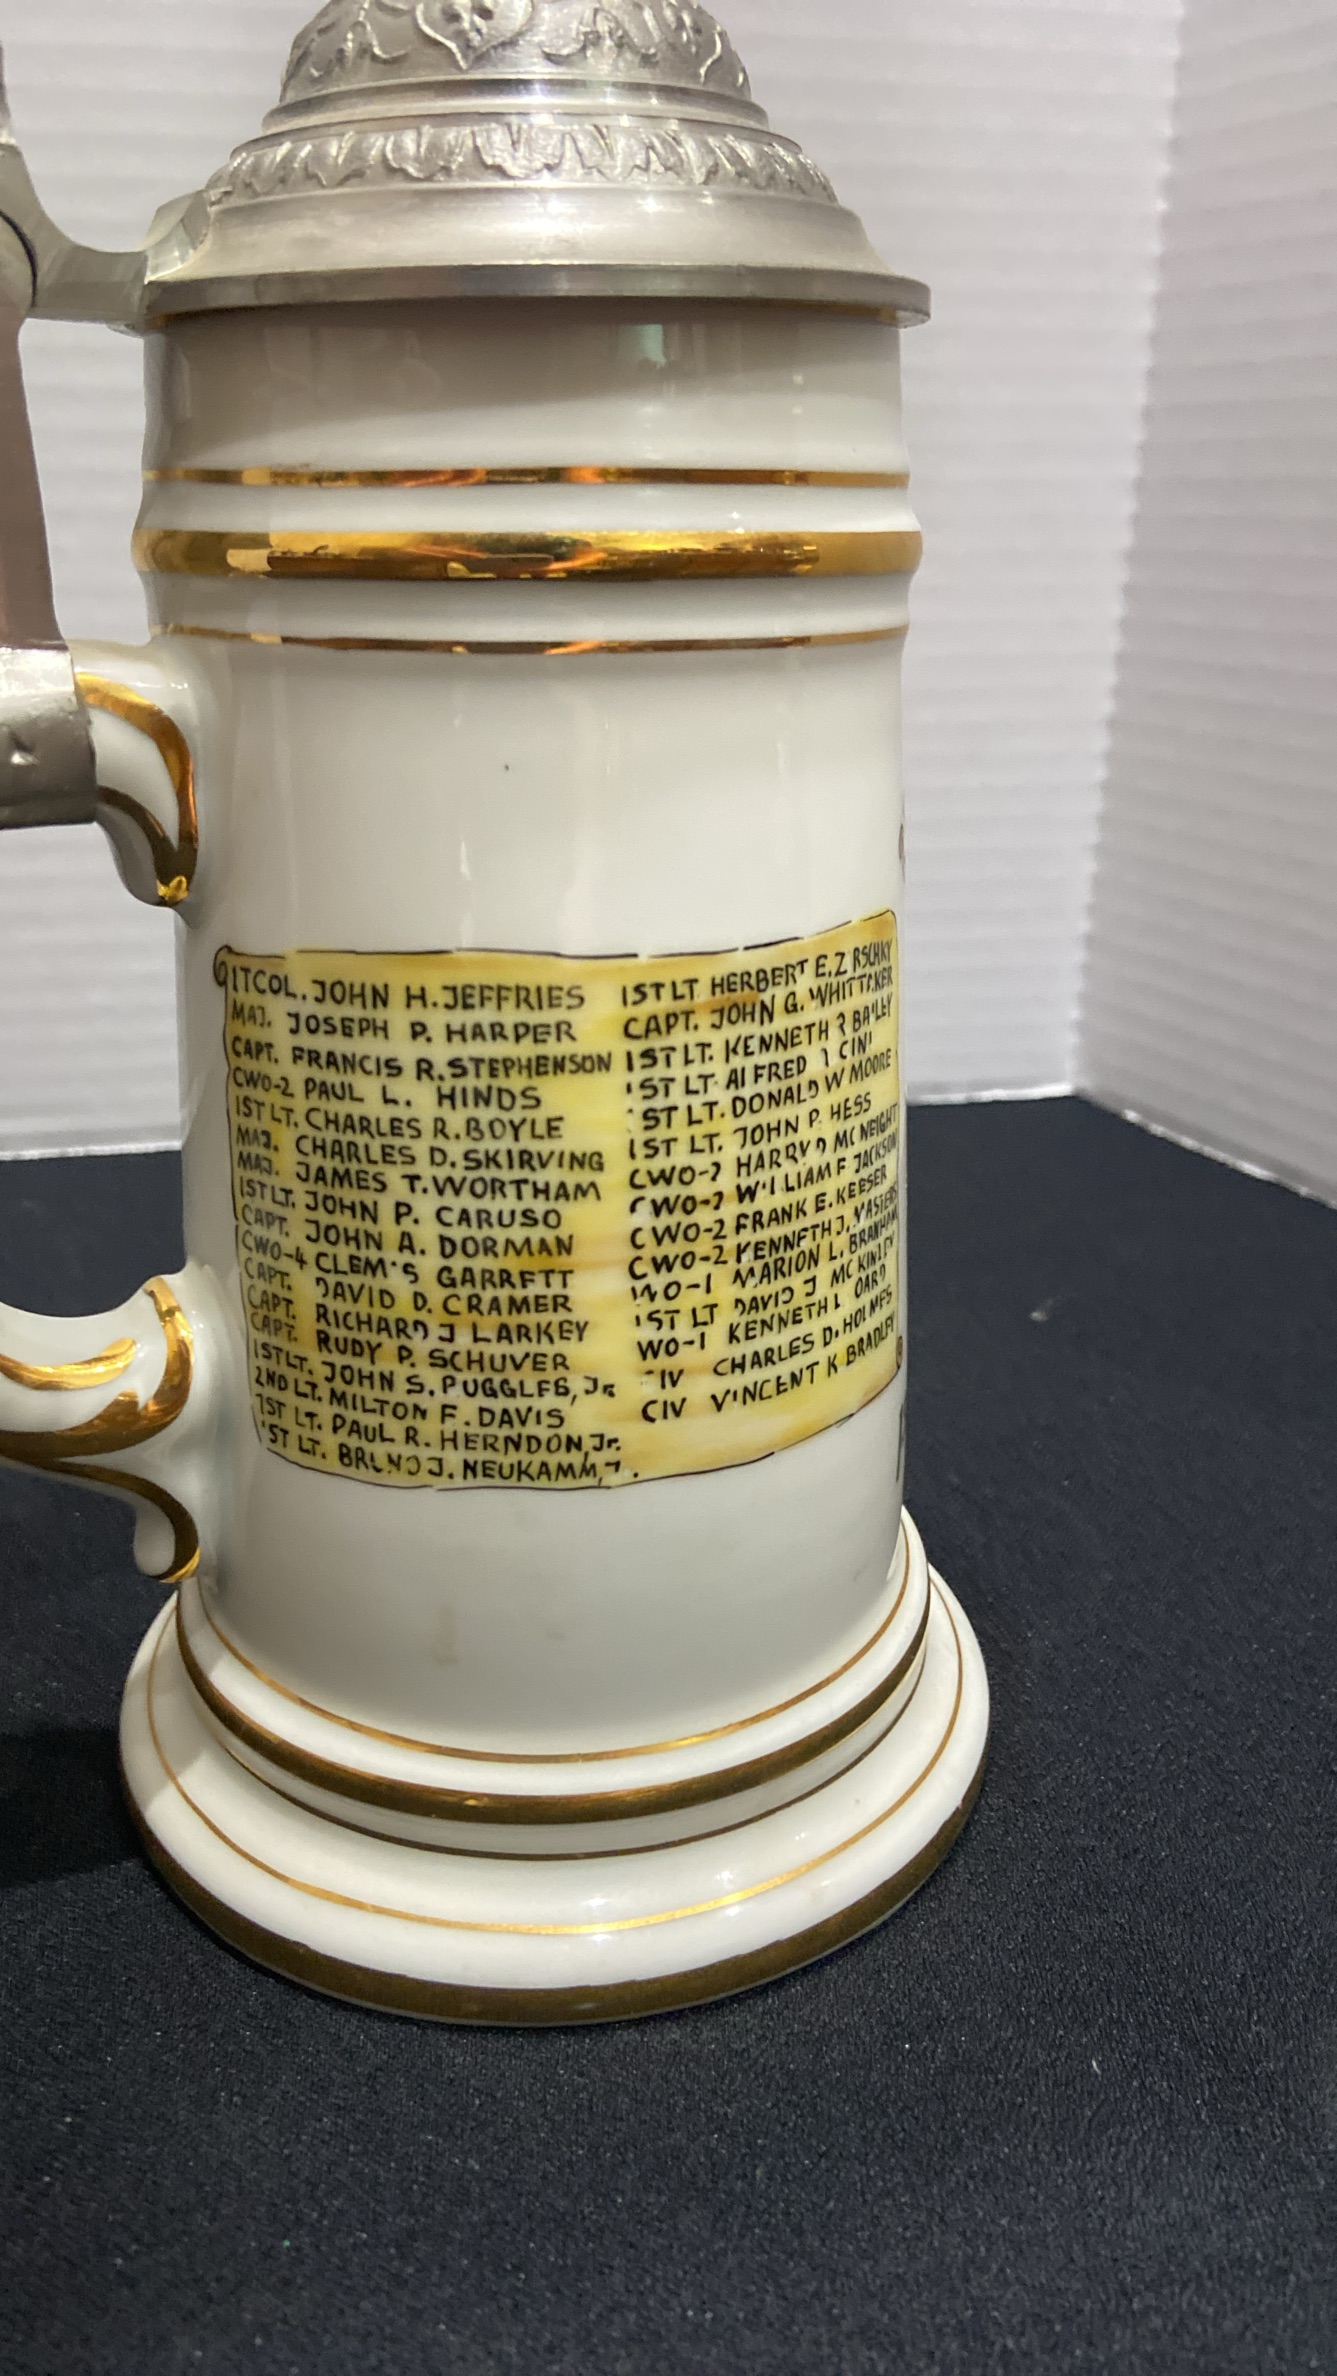 LTCOL. JOHN H. JEFFRIES
MAJ. JOSEPH P. HARPER
CAPT. FRANCIS R. STEPHENSON
CWO-2 PAUL L. HINDS
1ST LT. CHARLES R. BOYLE
MAJ. CHARLES D. SKIRVING
MAJ. JAMES T. WORTHAM
1ST LT. JOHN P. CARUSO
CAPT. JOHN A. DORMAN
CWO-4 CLEM S GARRETT
CAPT. DAVID D. CRAMER
CAPT. RICHARD J LARKEY
CAPT. RUDY P. SCHUVER
1ST LT. JOHN S. PUGGLES, Jr.
2ND LT. MILTON F. DAVIS
1ST LT. PAUL R. HERNDON, Jr.
1ST LT. BRUNO J. NEUKAMM,
1ST LT HERBERT E.
CAPT. JOHN G. WHITTAKER
1ST LT. KENNETH BAILEY
1ST LT. ALFRED CINI
1ST LT. DONALD W MOORE
1ST LT. JOHN P. HESS
CWO-2 HARRY D MCNEIGHT
CWO-2 WILLIAM F JACKSON
CWO-2 FRANK E. KEESER
CWO-2 KENNETH J. MASTERS
WO-1 MARION L. BRANHAM
1ST LT DAVID J MCKINLEY
WO-1 KENNETH L OARD
CIV CHARLES D. HOLMES
CIV VINCENT K BRADLEY